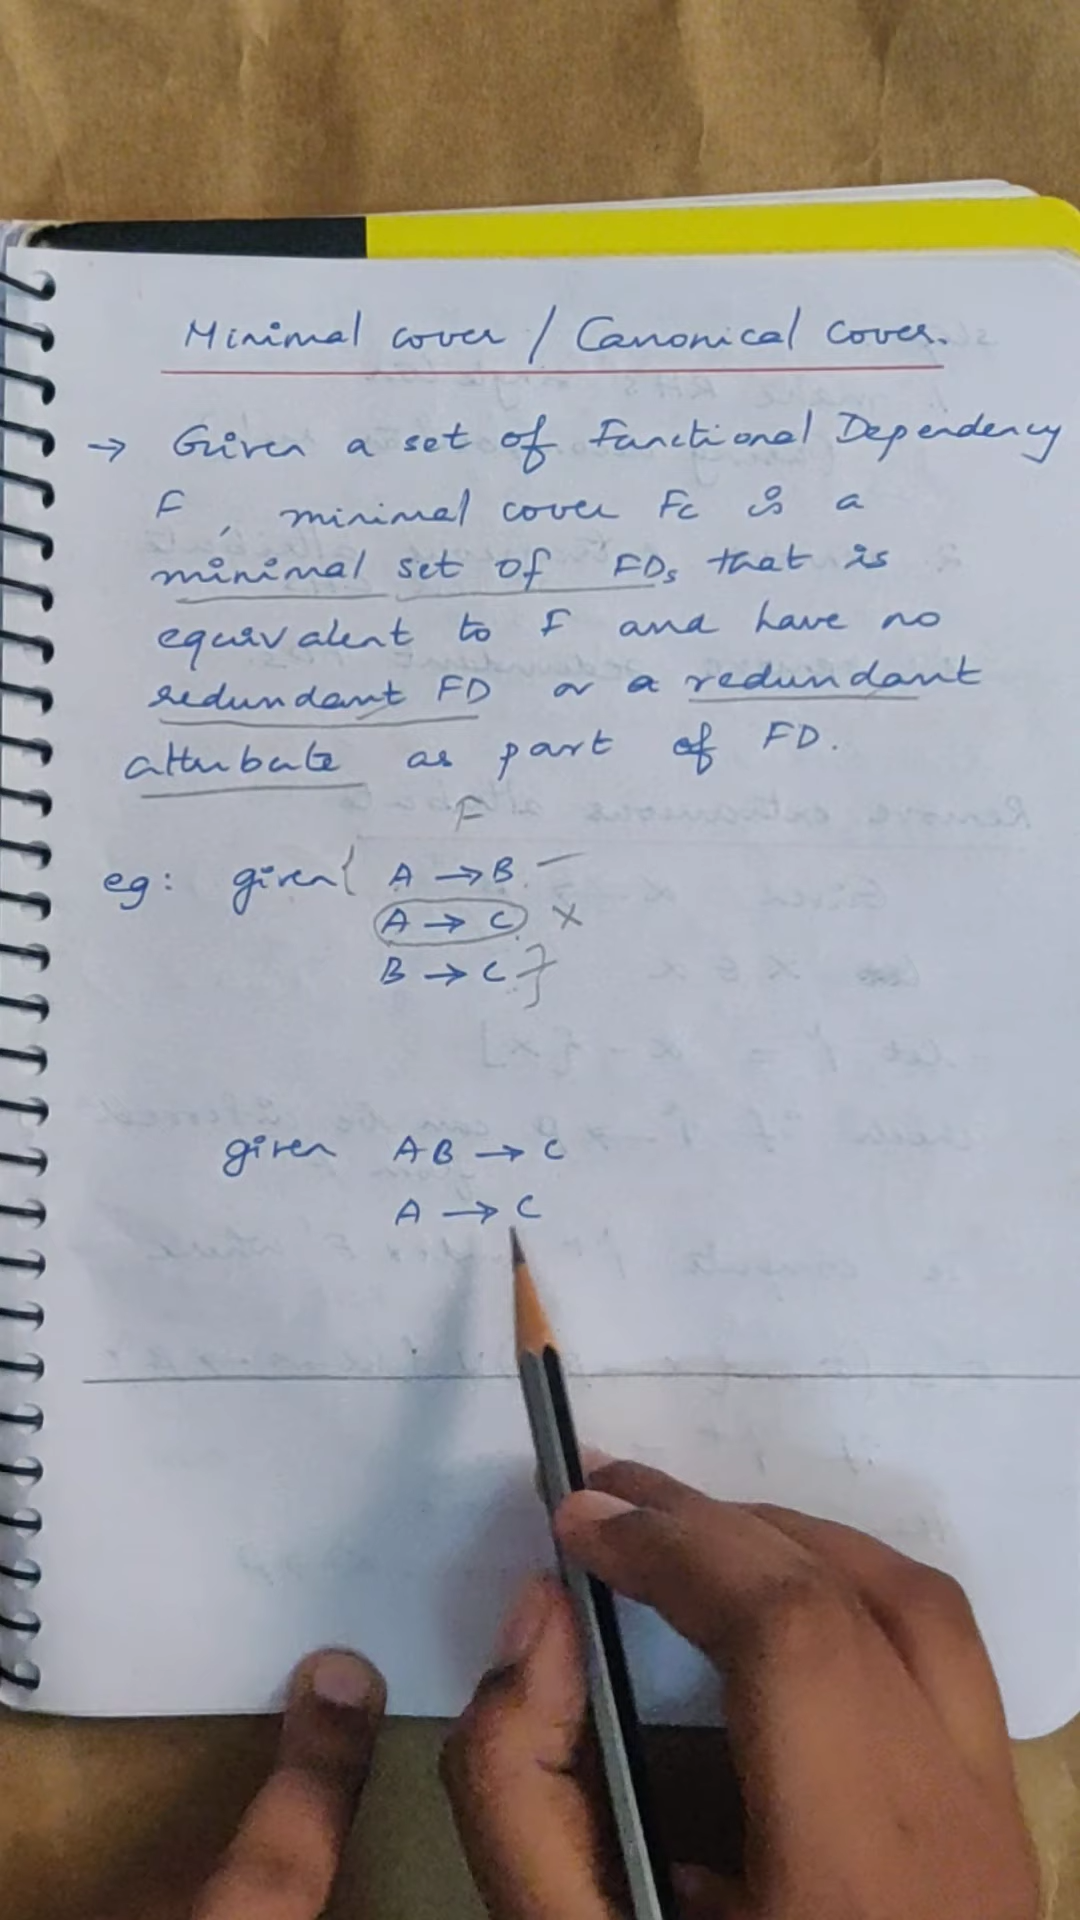 Minimal cover / Canonical cover.
→ Given a set of Functional Dependency
F, minimal cover Fc is a
minimal set of FDs that is
equivalent to F and have no
redundant FD or a redundant
attribute as part of FD.
F
eg: given { A → B
A → C ×
B → C }
given AB → C
A → C